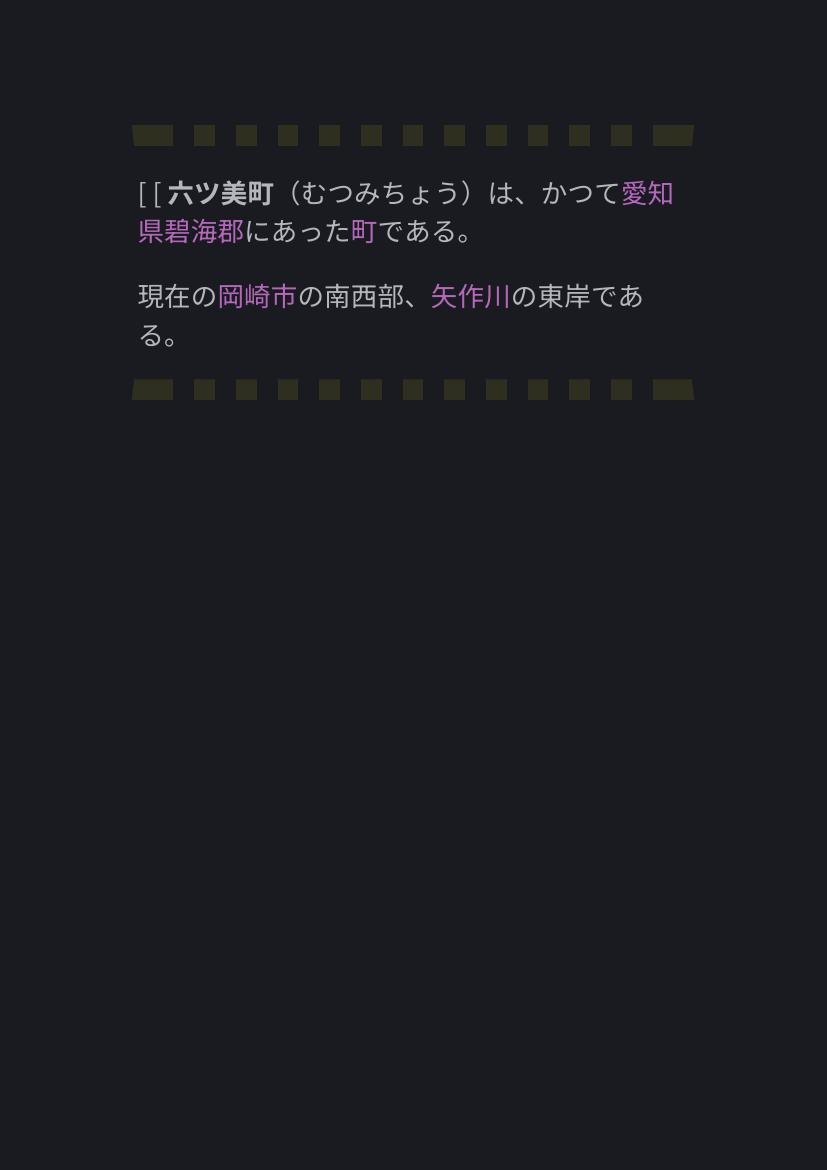 [ [ 六ツ美町（むつみちょう）は、かつて愛知
県碧海郡にあった町である。
現在の岡崎市の南西部、矢作川の東岸であ
る。